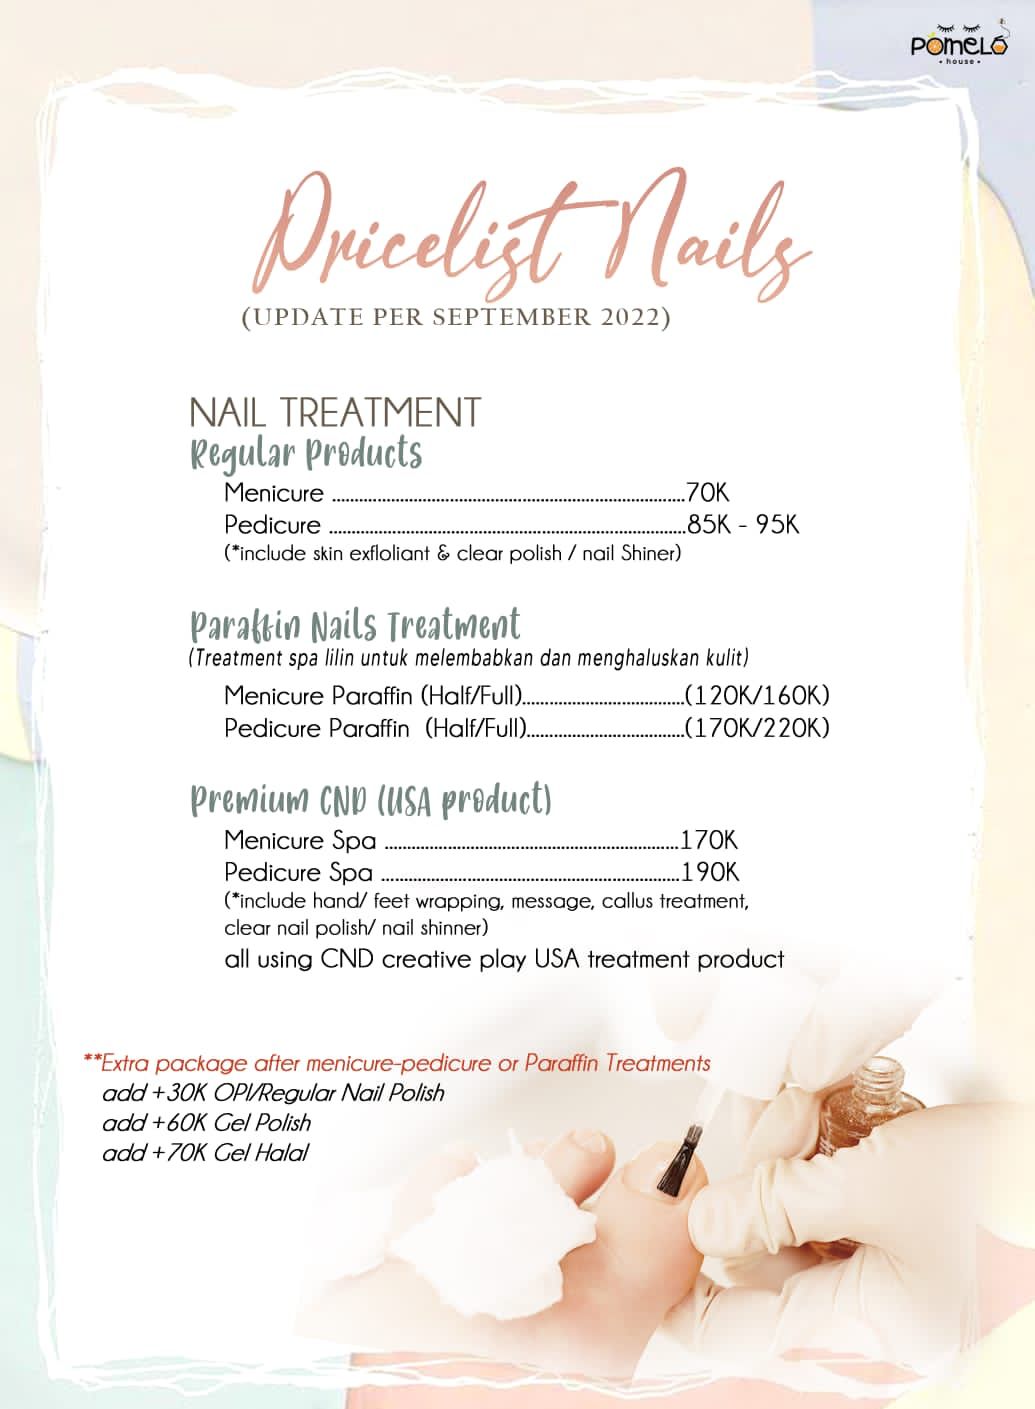 POMELO
• house •
Pricelist Nails
(UPDATE PER SEPTEMBER 2022)
NAIL TREATMENT
Regular Products
Menicure ..............................................................................70K
Pedicure ...............................................................................85K - 95K
(*include skin exfloliant & clear polish / nail Shiner)
Paraffin Nails Treatment
(Treatment spa lilin untuk melembabkan dan menghaluskan kulit)
Menicure Paraffin (Half/Full)....................................(120K/160K)
Pedicure Paraffin (Half/Full)...................................(170K/220K)
Premium CND (USA product)
Menicure Spa .................................................................170K
Pedicure Spa ..................................................................190K
(*include hand/ feet wrapping, message, callus treatment,
clear nail polish/ nail shinner)
all using CND creative play USA treatment product
**Extra package after menicure-pedicure or Paraffin Treatments
add +30K OPI/Regular Nail Polish
add +60K Gel Polish
add +70K Gel Halal